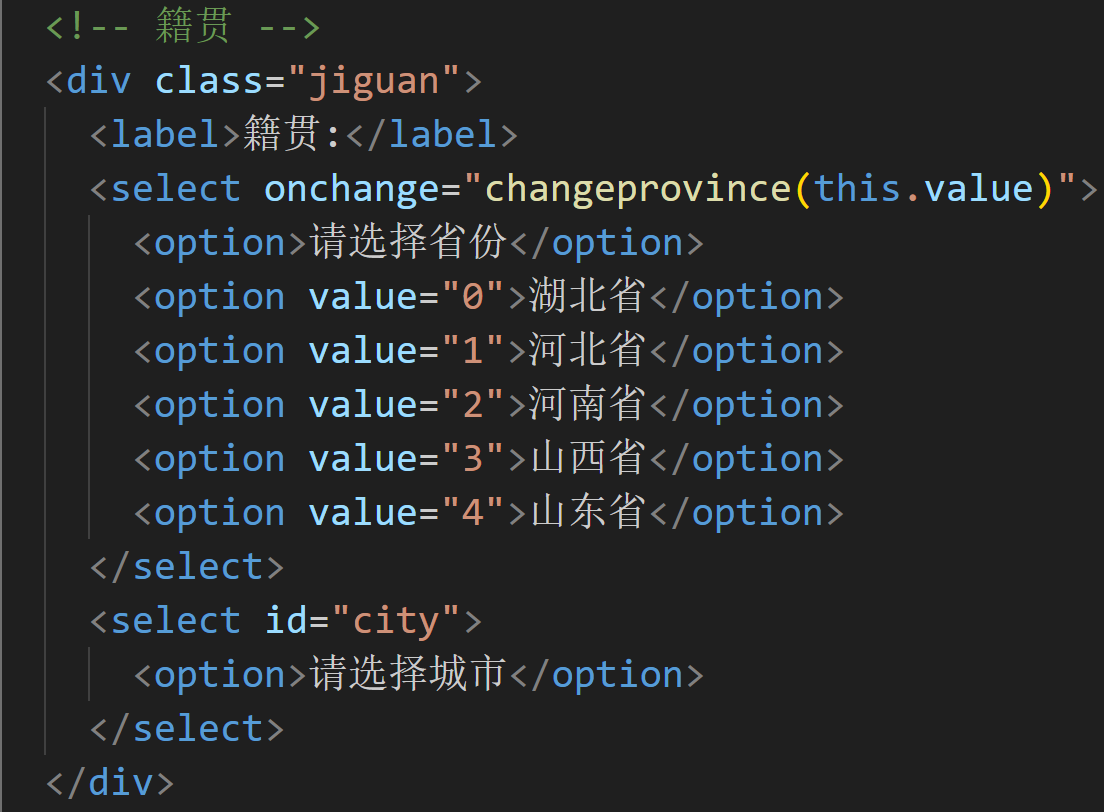 <!-- 籍贯 -->
<div class="jiguan">
<label>籍贯:</label>
<select onchange="changeprovince(this.value)">
<option>请选择省份</option>
<option value="0">湖北省</option>
<option value="1">河北省</option>
<option value="2">河南省</option>
<option value="3">山西省</option>
<option value="4">山东省</option>
</select>
<select id="city">
<option>请选择城市</option>
</select>
</div>